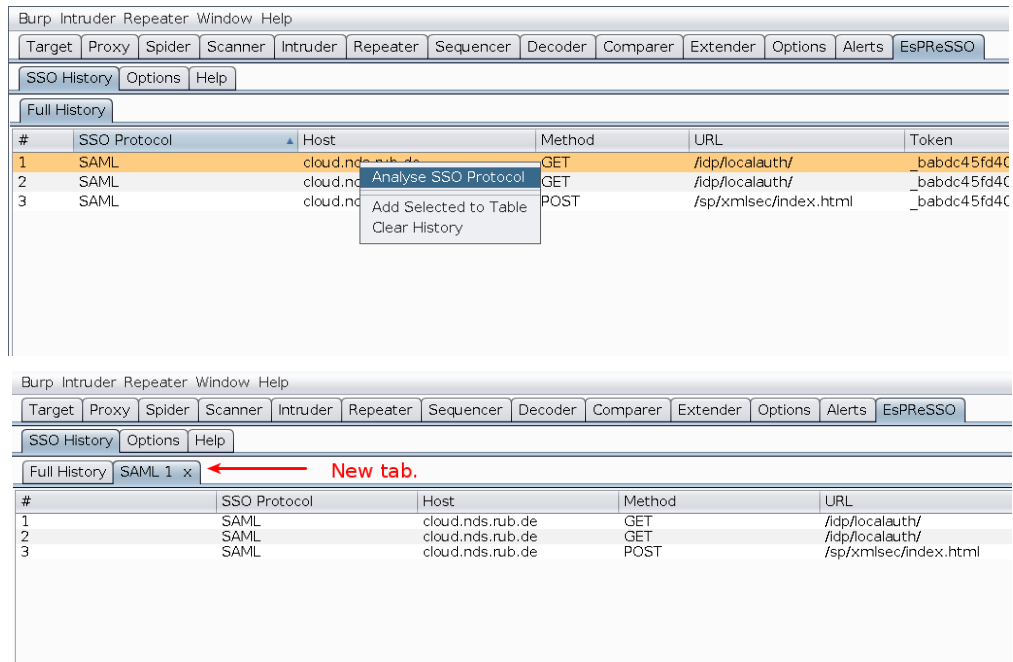 Burp Intruder Repeater Window Help
Target Proxy Spider Scanner Intruder Repeater Sequencer Decoder Comparer Extender Options Alerts EsPReSSO
SSO History Options Help
Full History
# SSO Protocol Host Method URL Token
1 SAML cloud.nds.rub.de GET /idp/localauth/ _babdc45fd40
Analyse SSO Protocol
2 SAML cloud.nd GET /idp/localauth/ _babdc45fd40
3 SAML cloud.nd POST /sp/xmlsec/index.html _babdc45fd40
Add Selected to Table
Clear History
Burp Intruder Repeater Window Help
Target Proxy Spider Scanner Intruder Repeater Sequencer Decoder Comparer Extender Options Alerts EsPReSSO
SSO History Options Help
Full History SAML 1 x New tab.
# SSO Protocol Host Method URL
1 SAML cloud.nds.rub.de GET /idp/localauth/
2 SAML cloud.nds.rub.de GET /idp/localauth/
3 SAML cloud.nds.rub.de POST /sp/xmlsec/index.html